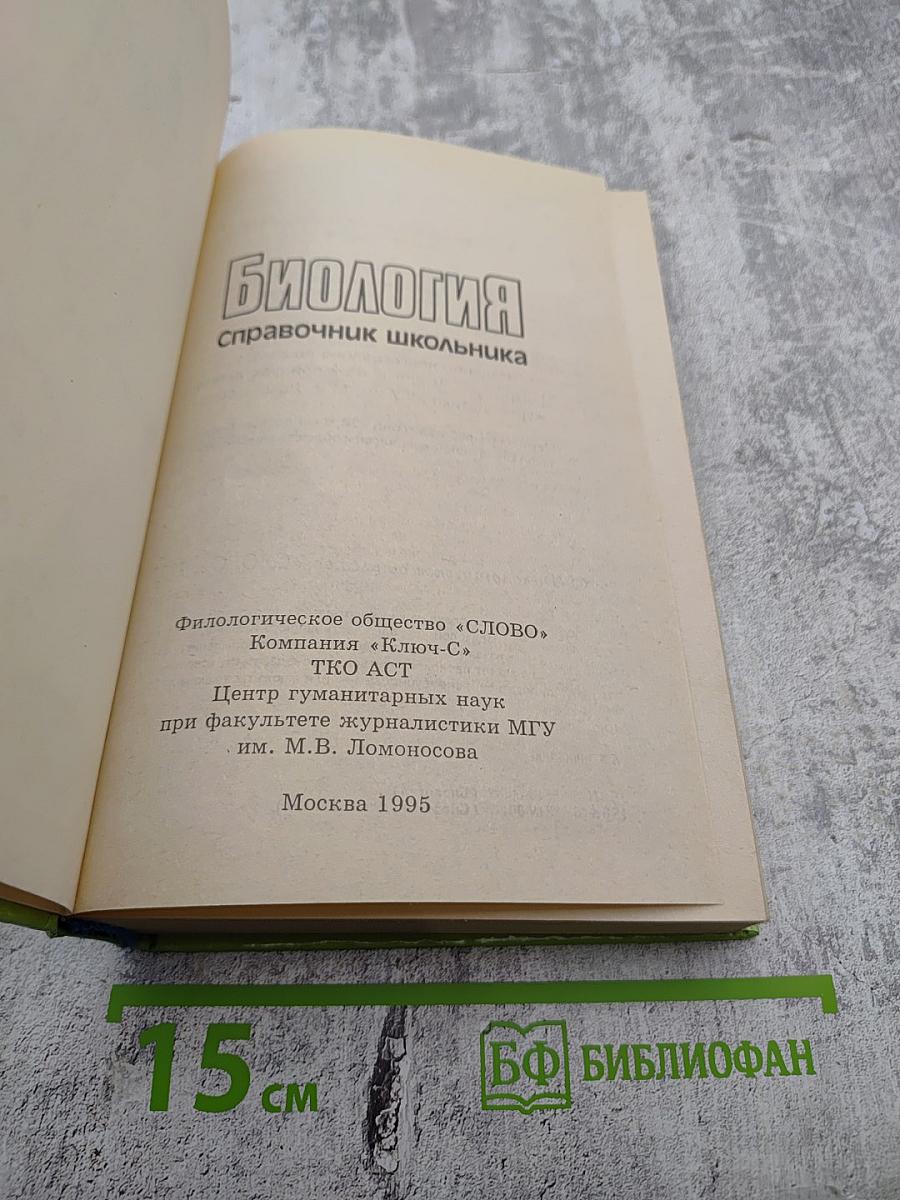 Биология
справочник школьника
Филологическое общество «СЛОВО»
Компания «Ключ-С»
ТКО АСТ
Центр гуманитарных наук
при факультете журналистики МГУ
им. М.В. Ломоносова
Москва 1995
15 см
БФ БИБЛИОФАН